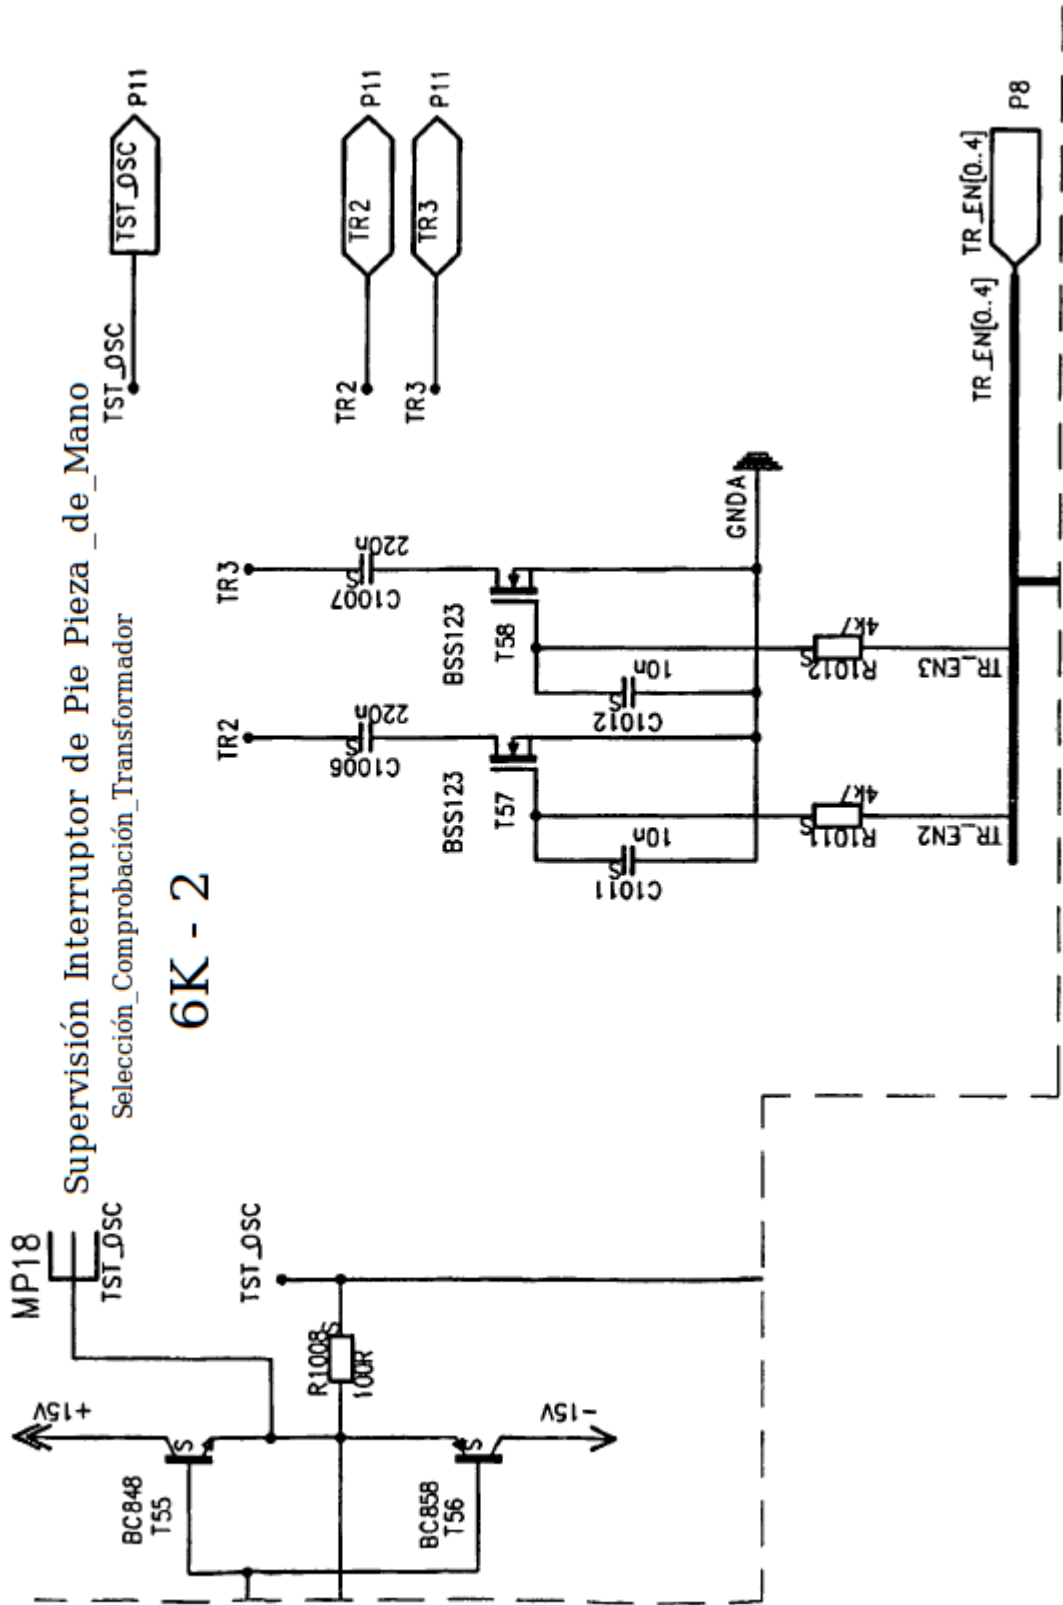 Supervisión Interruptor de Pie Pieza _de_Mano
Selección_Comprobación_Transformador
6K - 2
MP18
TST_OSC
TST_OSC
+15V
BC848
T55
S
R1008
S
100R
BC858
T56
S
-15V
TST_OSC
TST_OSC
P11
TR2
TR2
P11
TR3
TR3
P11
TR2
C1006
S
220n
BSS123
T57
C1011
S
10n
R1011
S
4k7
TR_EN2
TR3
C1007
S
220n
BSS123
T58
C1012
S
10n
R1012
S
4k7
TR_EN3
GNDA
TR_EN[0..4]
TR_EN[0..4]
P8